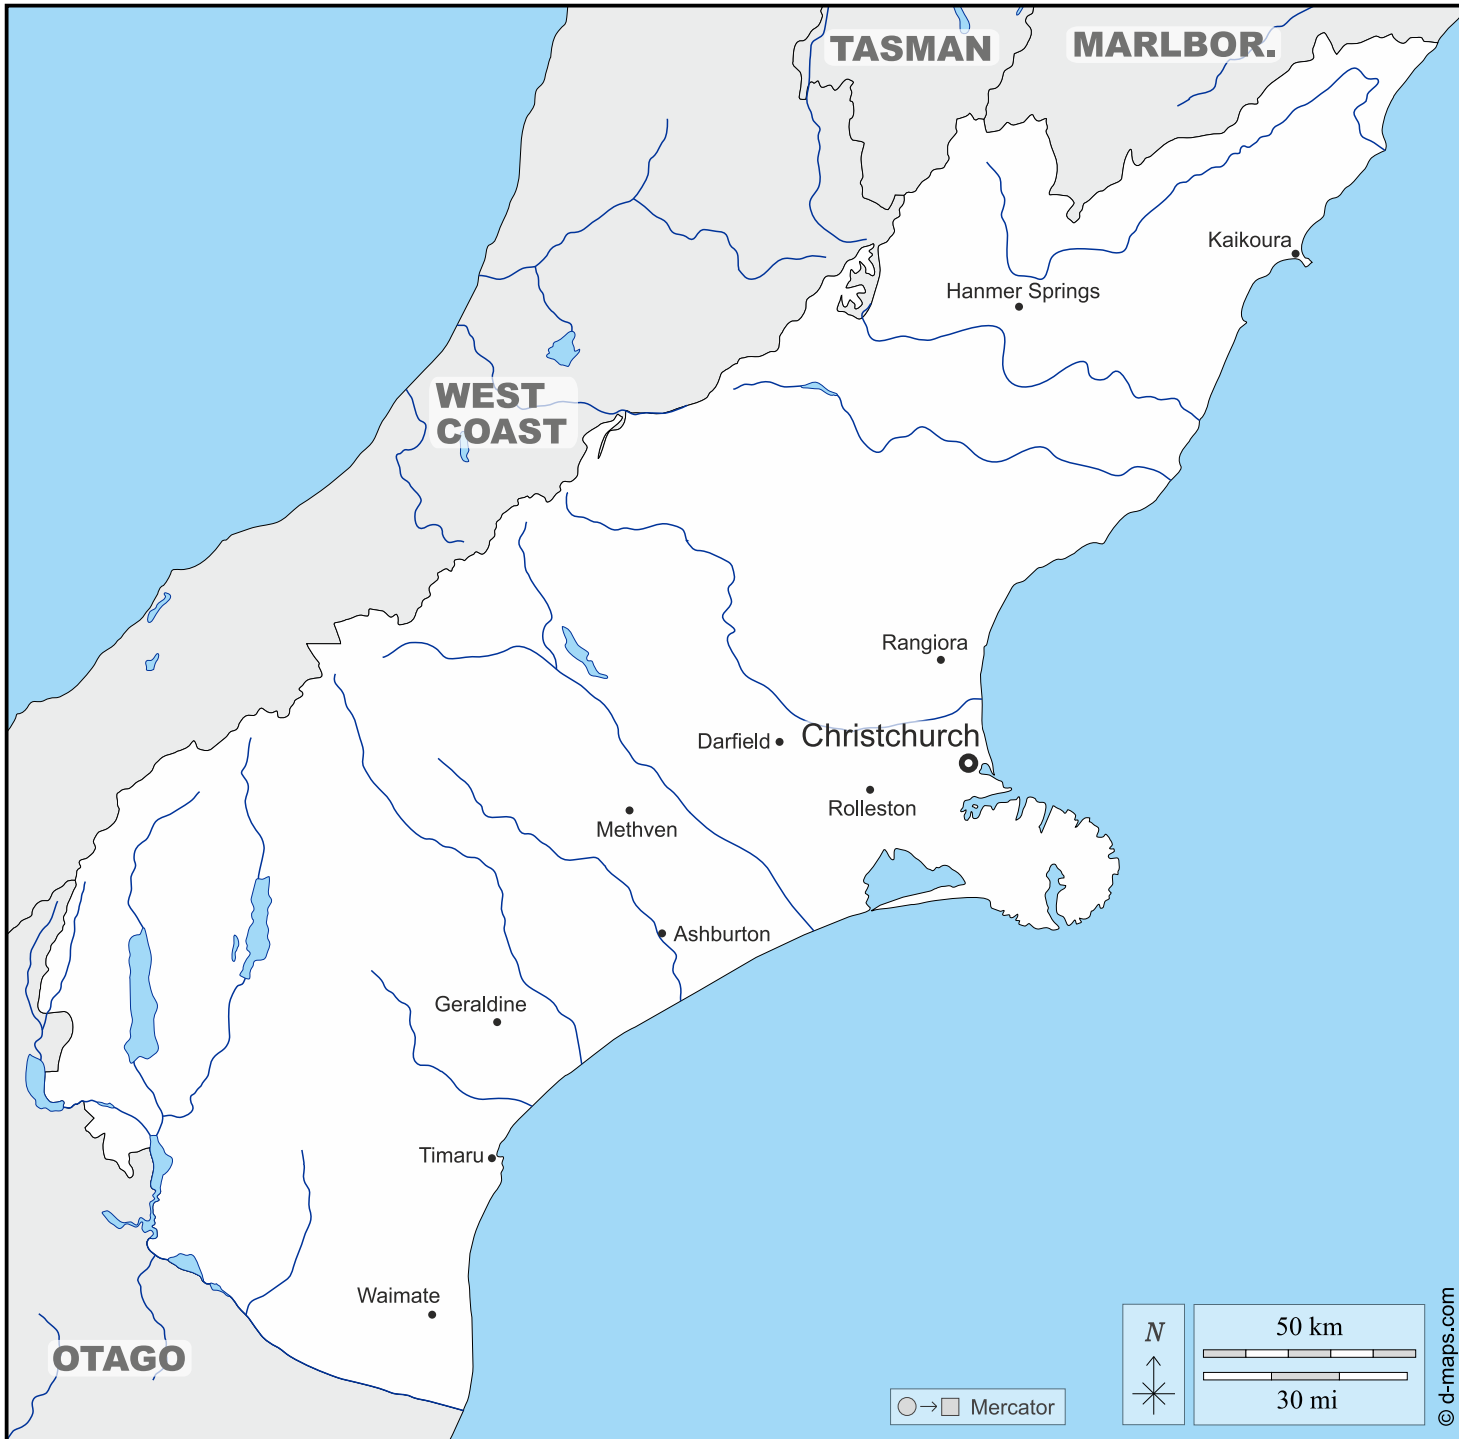 TASMAN
MARLBOR.
Kaikoura
Hanmer Springs
WEST
COAST
Rangiora
Christchurch
Darfield
Rolleston
Methven
Ashburton
Geraldine
Timaru
Waimate
OTAGO
N
50 km
30 mi
Mercator
© d-maps.com